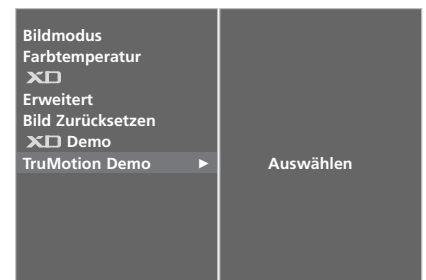 Bildmodus
Farbtemperatur
XD
Erweitert
Bild Zurücksetzen
XD Demo
TruMotion Demo ► Auswählen